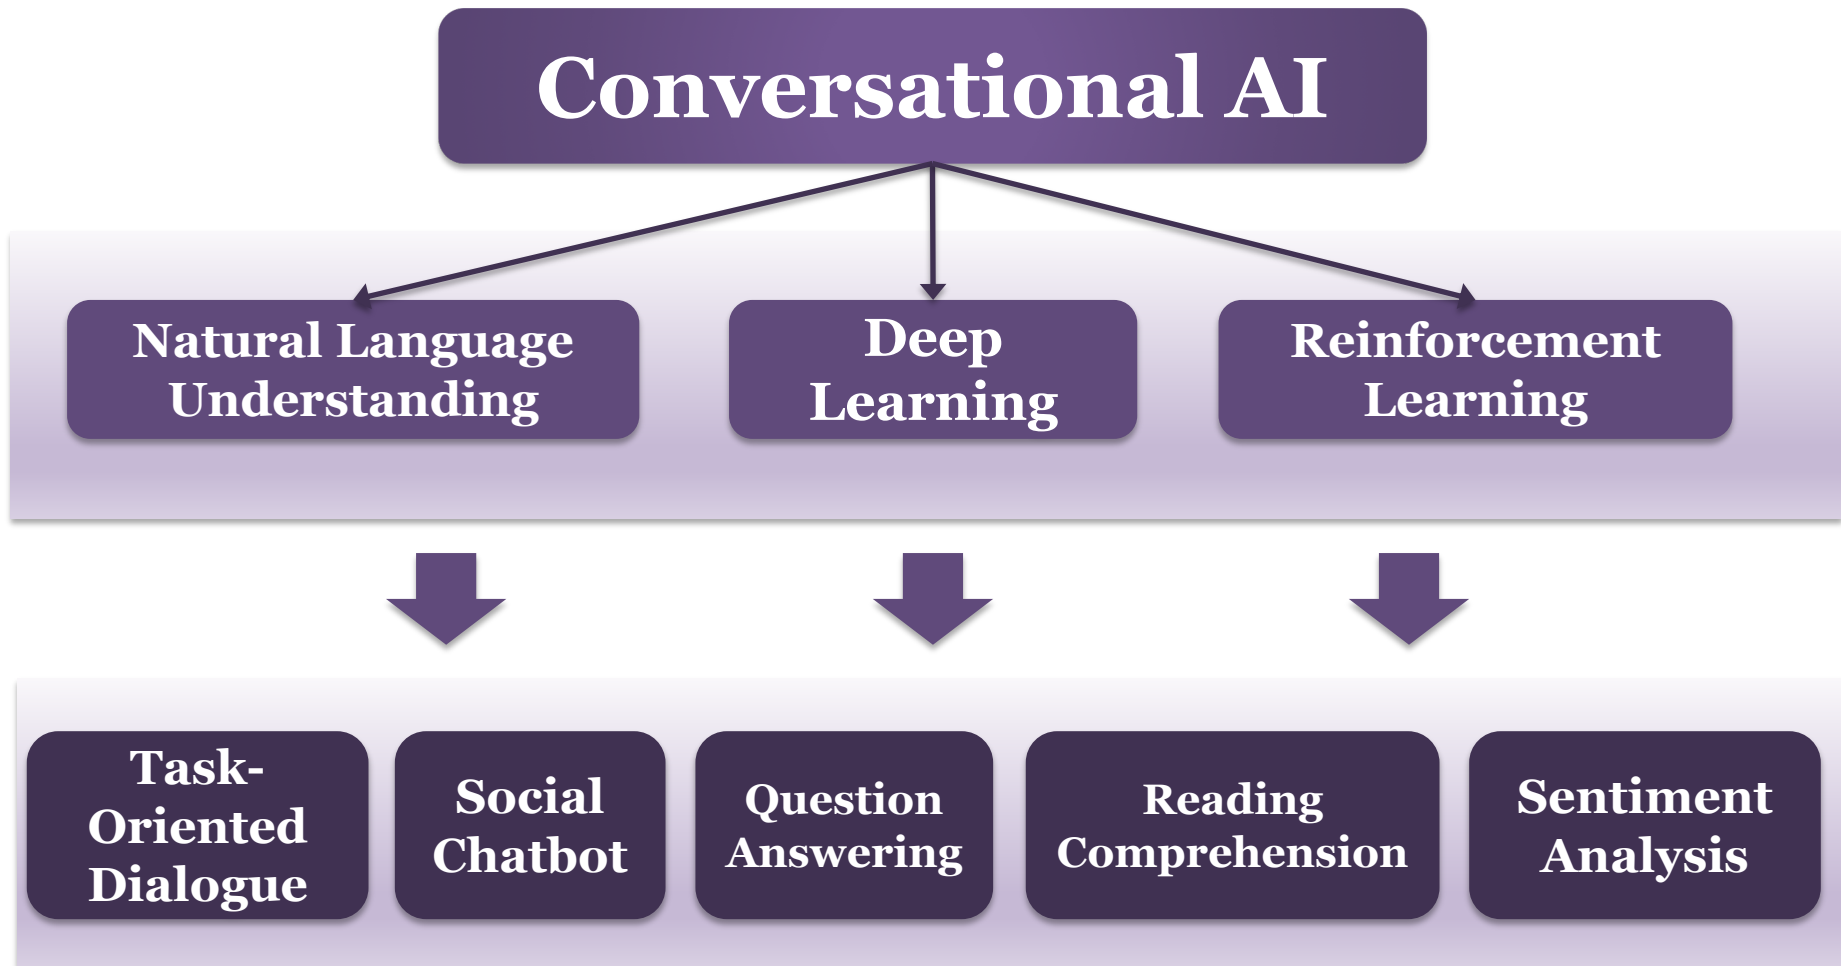 Conversational AI
Natural Language
Understanding
Deep
Learning
Reinforcement
Learning
Task-
Oriented
Dialogue
Social
Chatbot
Question
Answering
Reading
Comprehension
Sentiment
Analysis